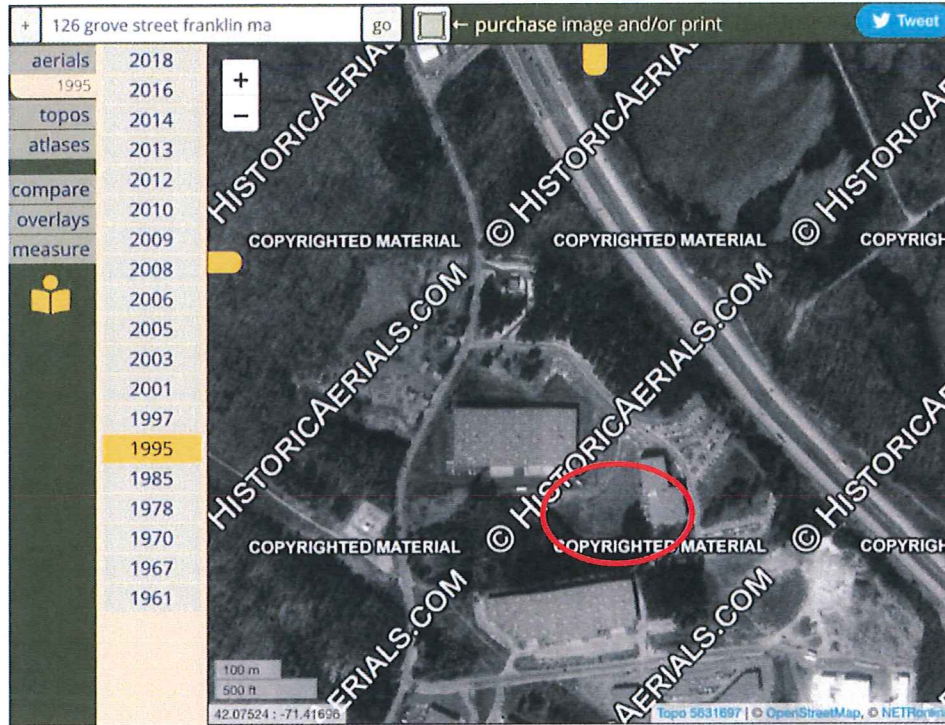 + 126 grove street franklin ma go ← purchase image and/or print Tweet
aerials
1995
topos
atlases
compare
overlays
measure
2018
2016
2014
2013
2012
2010
2009
2008
2006
2005
2003
2001
1997
1995
1985
1978
1970
1967
1961
+
−
HISTORICAERIALS.COM
© HISTORICAERIALS.COM
© HISTORICAERIALS.COM
COPYRIGHTED MATERIAL © COPYRIGHTED MATERIAL © COPYRIGH
HISTORICAERIALS.COM
© HISTORICAERIALS.COM
©
COPYRIGHTED MATERIAL © COPYRIGHTED MATERIAL © COPYRIGH
AERIALS.COM
HISTORICAERIALS.COM
100 m
500 ft
42.07524 : -71.41696
Topo 5631697 | © OpenStreetMap, © NETRonline